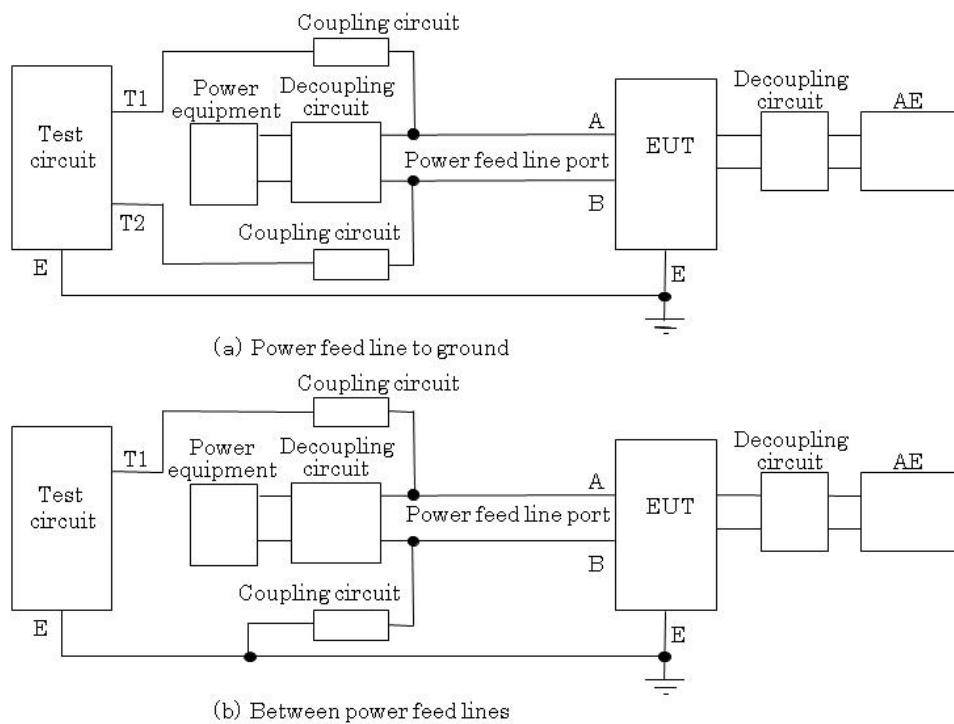 Coupling circuit
T1
Power
equipment
Decoupling
circuit
Decoupling
circuit
AE
Test
circuit
A
EUT
Power feed line port
B
T2
Coupling circuit
E
E
(a) Power feed line to ground
Coupling circuit
T1
Power
equipment
Decoupling
circuit
Decoupling
circuit
AE
Test
circuit
A
EUT
Power feed line port
B
Coupling circuit
E
E
(b) Between power feed lines